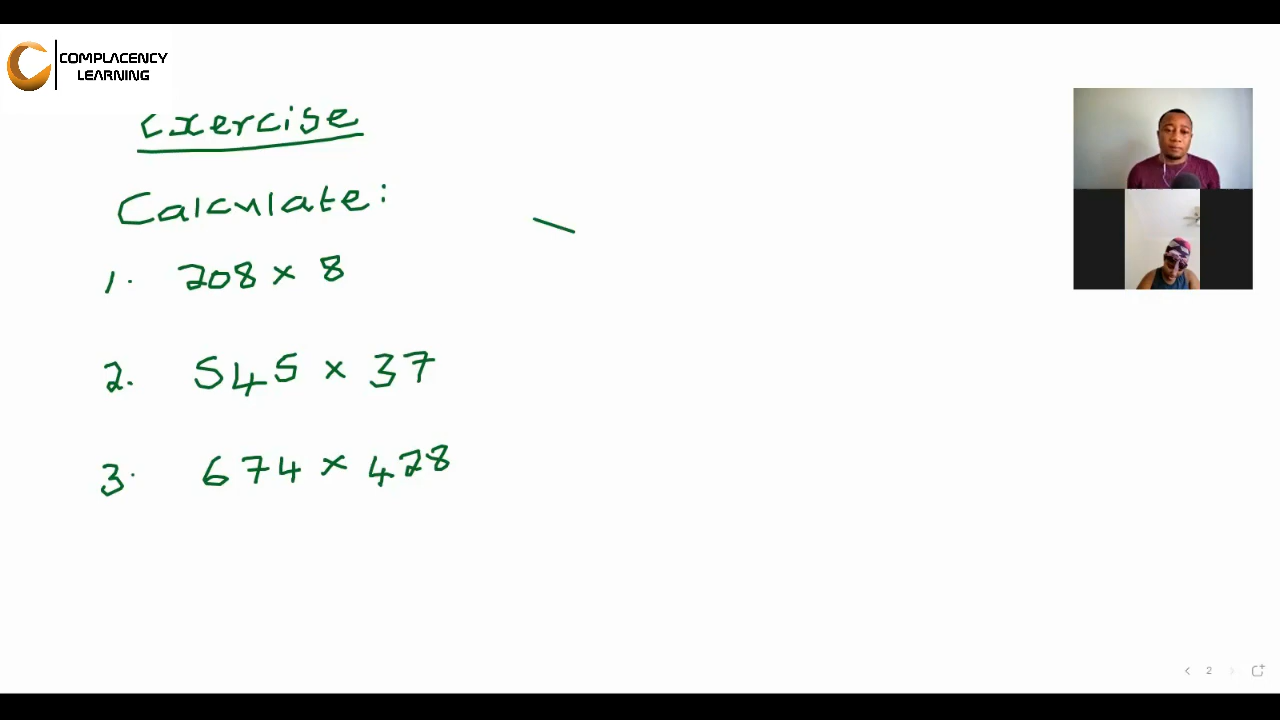 COMPLACENCY
LEARNING
Exercise
Calculate:
1. 208 × 8
2. 545 × 37
3. 674 × 428
2